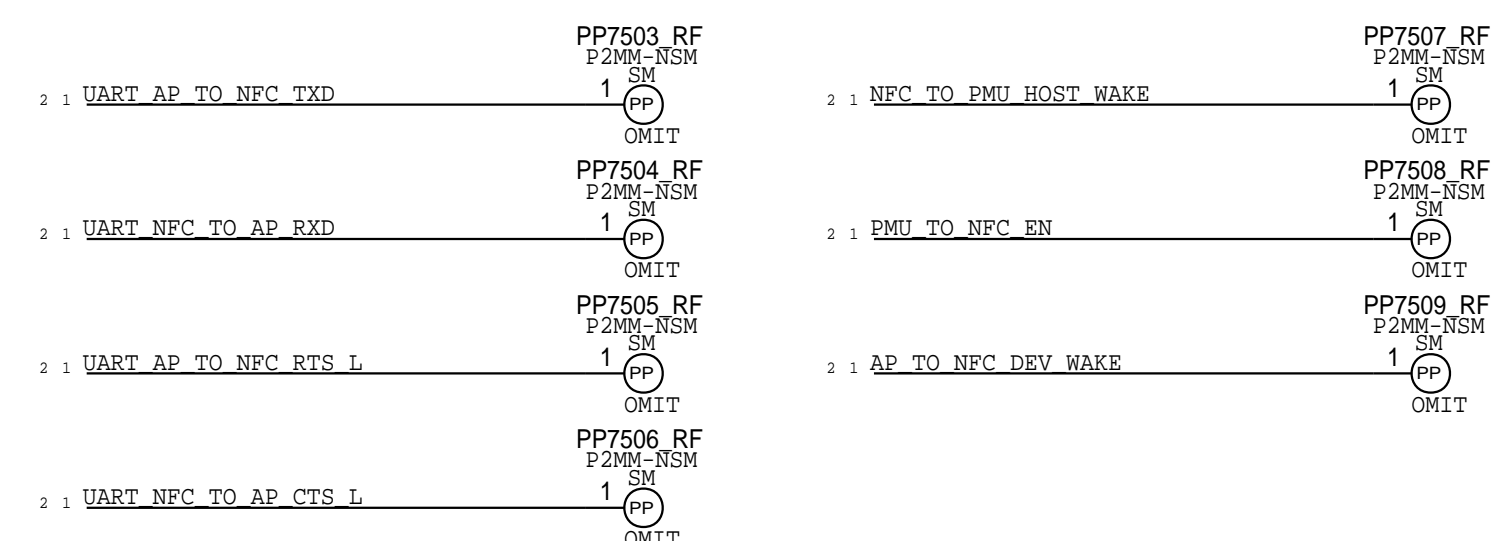 PP7503_RF
P2MM-NSM
SM
2 1 UART_AP_TO_NFC_TXD 1 PP
OMIT
PP7504_RF
P2MM-NSM
SM
2 1 UART_NFC_TO_AP_RXD 1 PP
OMIT
PP7505_RF
P2MM-NSM
SM
2 1 UART_AP_TO_NFC_RTS_L 1 PP
OMIT
PP7506_RF
P2MM-NSM
SM
2 1 UART_NFC_TO_AP_CTS_L 1 PP
OMIT
PP7507_RF
P2MM-NSM
SM
2 1 NFC_TO_PMU_HOST_WAKE 1 PP
OMIT
PP7508_RF
P2MM-NSM
SM
2 1 PMU_TO_NFC_EN 1 PP
OMIT
PP7509_RF
P2MM-NSM
SM
2 1 AP_TO_NFC_DEV_WAKE 1 PP
OMIT